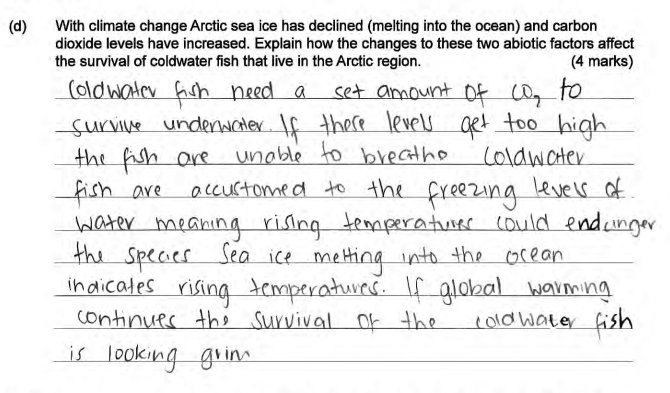 (d) With climate change Arctic sea ice has declined (melting into the ocean) and carbon
dioxide levels have increased. Explain how the changes to these two abiotic factors affect
the survival of coldwater fish that live in the Arctic region. (4 marks)
Coldwater fish need a set amount of CO2 to
survive underwater. If these levels get too high
the fish are unable to breathe Coldwater
fish are accustomed to the freezing levels of
water meaning rising temperatures could endanger
the species Sea ice melting into the ocean
indicates rising temperatures. If global warming
continues the survival of the coldwater fish
is looking grim